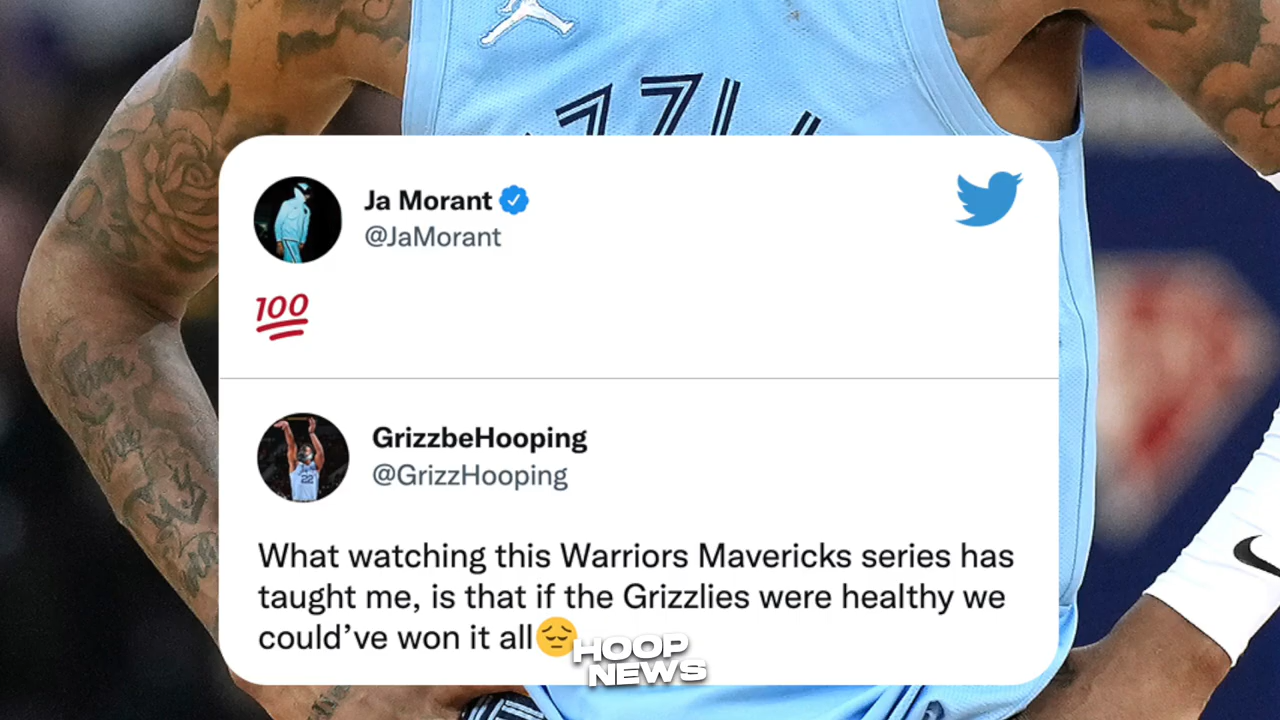 Ja Morant
@JaMorant
💯
GrizzbeHooping
@GrizzHooping
22
What watching this Warriors Mavericks series has
taught me, is that if the Grizzlies were healthy we
could’ve won it all😔
HOOP
NEWS